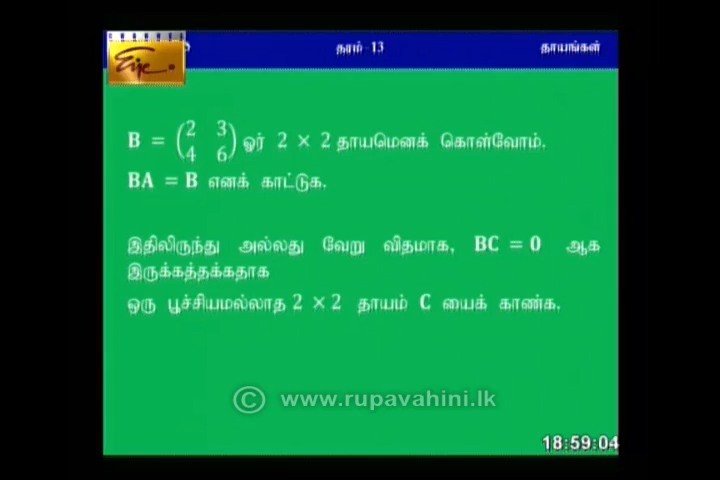 தரம்-13 தாயங்கள்
B = (2 3
4 6) ஓர் 2 × 2 தாயமெனக் கொள்வோம்.
BA = B எனக் காட்டுக.
இதிலிருந்து அல்லது வேறு விதமாக, BC = 0 ஆக
இருக்கத்தக்கதாக
ஒரு பூச்சியமல்லாத 2 × 2 தாயம் C யைக் காண்க.
© www.rupavahini.lk
18:59:04